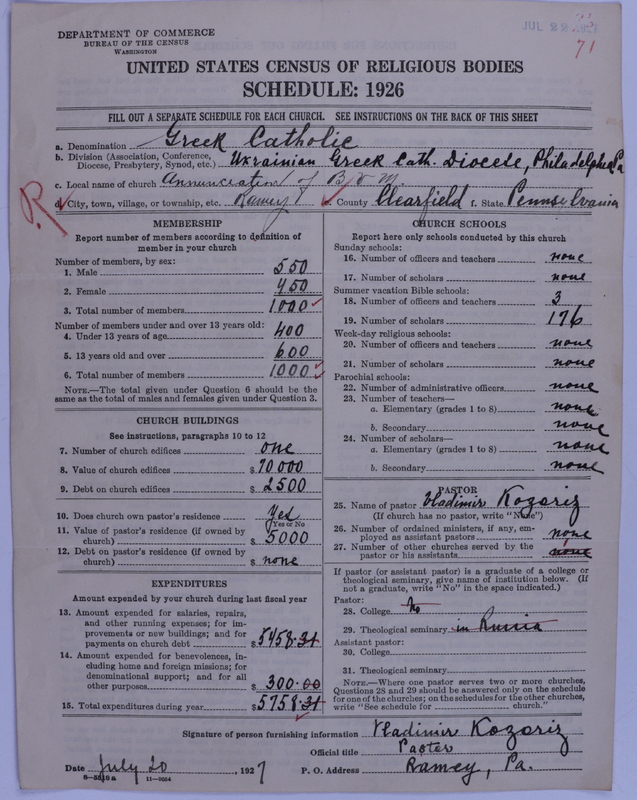 DEPARTMENT OF COMMERCE
BUREAU OF THE CENSUS
WASHINGTON
JUL 22
71
UNITED STATES CENSUS OF RELIGIOUS BODIES
SCHEDULE: 1926
FILL OUT A SEPARATE SCHEDULE FOR EACH CHURCH. SEE INSTRUCTIONS ON THE BACK OF THIS SHEET
a. Denomination Greek Catholic
b. Division (Association, Conference, Diocese, Presbytery, Synod, etc.) Ukrainian Greek Cath. Diocese, Philadelphia Pa
c. Local name of church Annunciation of B V M.
R
d. City, town, village, or township, etc. Ramey e. County Clearfield f. State Pennsylvania
MEMBERSHIP
Report number of members according to definition of
member in your church
Number of members, by sex:
1. Male 550
2. Female 450
3. Total number of members 1000
Number of members under and over 13 years old:
4. Under 13 years of age 400
5. 13 years old and over 600
6. Total number of members 1000
NOTE.—The total given under Question 6 should be the
same as the total of males and females given under Question 3.
CHURCH BUILDINGS
See instructions, paragraphs 10 to 12
7. Number of church edifices one
8. Value of church edifices $ 70000
9. Debt on church edifices $ 2500
10. Does church own pastor's residence Yes
Yes or No
11. Value of pastor's residence (if owned by
church) $ 5000
12. Debt on pastor's residence (if owned by
church) $ none
EXPENDITURES
Amount expended by your church during last fiscal year
13. Amount expended for salaries, repairs,
and other running expenses; for im-
provements or new buildings; and for
payments on church debt $ 5458.31
14. Amount expended for benevolences, in-
cluding home and foreign missions; for
denominational support; and for all
other purposes $ 300.00
15. Total expenditures during year $ 5758.31
CHURCH SCHOOLS
Report here only schools conducted by this church
Sunday schools:
16. Number of officers and teachers none
17. Number of scholars none
Summer vacation Bible schools:
18. Number of officers and teachers 3
19. Number of scholars 176
Week-day religious schools:
20. Number of officers and teachers none
21. Number of scholars none
Parochial schools:
22. Number of administrative officers none
23. Number of teachers—
a. Elementary (grades 1 to 8) none
b. Secondary none
24. Number of scholars—
a. Elementary (grades 1 to 8) none
b. Secondary none
PASTOR
25. Name of pastor Vladimir Kozoriz
(If church has no pastor, write "None")
26. Number of ordained ministers, if any, em-
ployed as assistant pastors none
27. Number of other churches served by the
pastor or his assistants none
If pastor (or assistant pastor) is a graduate of a college or
theological seminary, give name of institution below. (If
not a graduate, write "No" in the space indicated.)
Pastor:
28. College No
29. Theological seminary in Russia
Assistant pastor:
30. College
31. Theological seminary
NOTE.—Where one pastor serves two or more churches,
Questions 28 and 29 should be answered only on the schedule
for one of the churches; on the schedules for the other churches,
write "See schedule for church."
Signature of person furnishing information Vladimir Kozoriz
Official title Pastor
Date July 20, 1927 P. O. Address Ramey, Pa.
8-5518a 11-9664